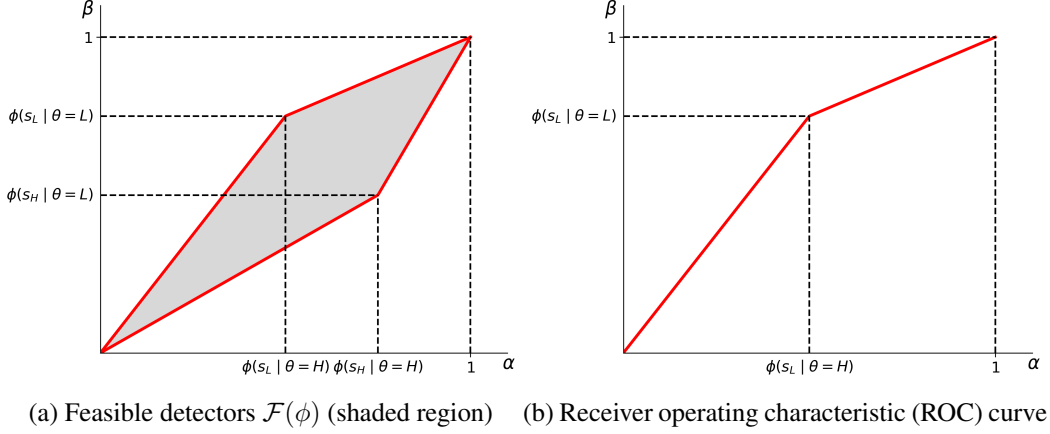 β
1
ϕ(s_L | θ = L)
ϕ(s_H | θ = L)
ϕ(s_L | θ = H) ϕ(s_H | θ = H) 1 α
(a) Feasible detectors ℱ(ϕ) (shaded region)
β
1
ϕ(s_L | θ = L)
ϕ(s_L | θ = H) 1 α
(b) Receiver operating characteristic (ROC) curve